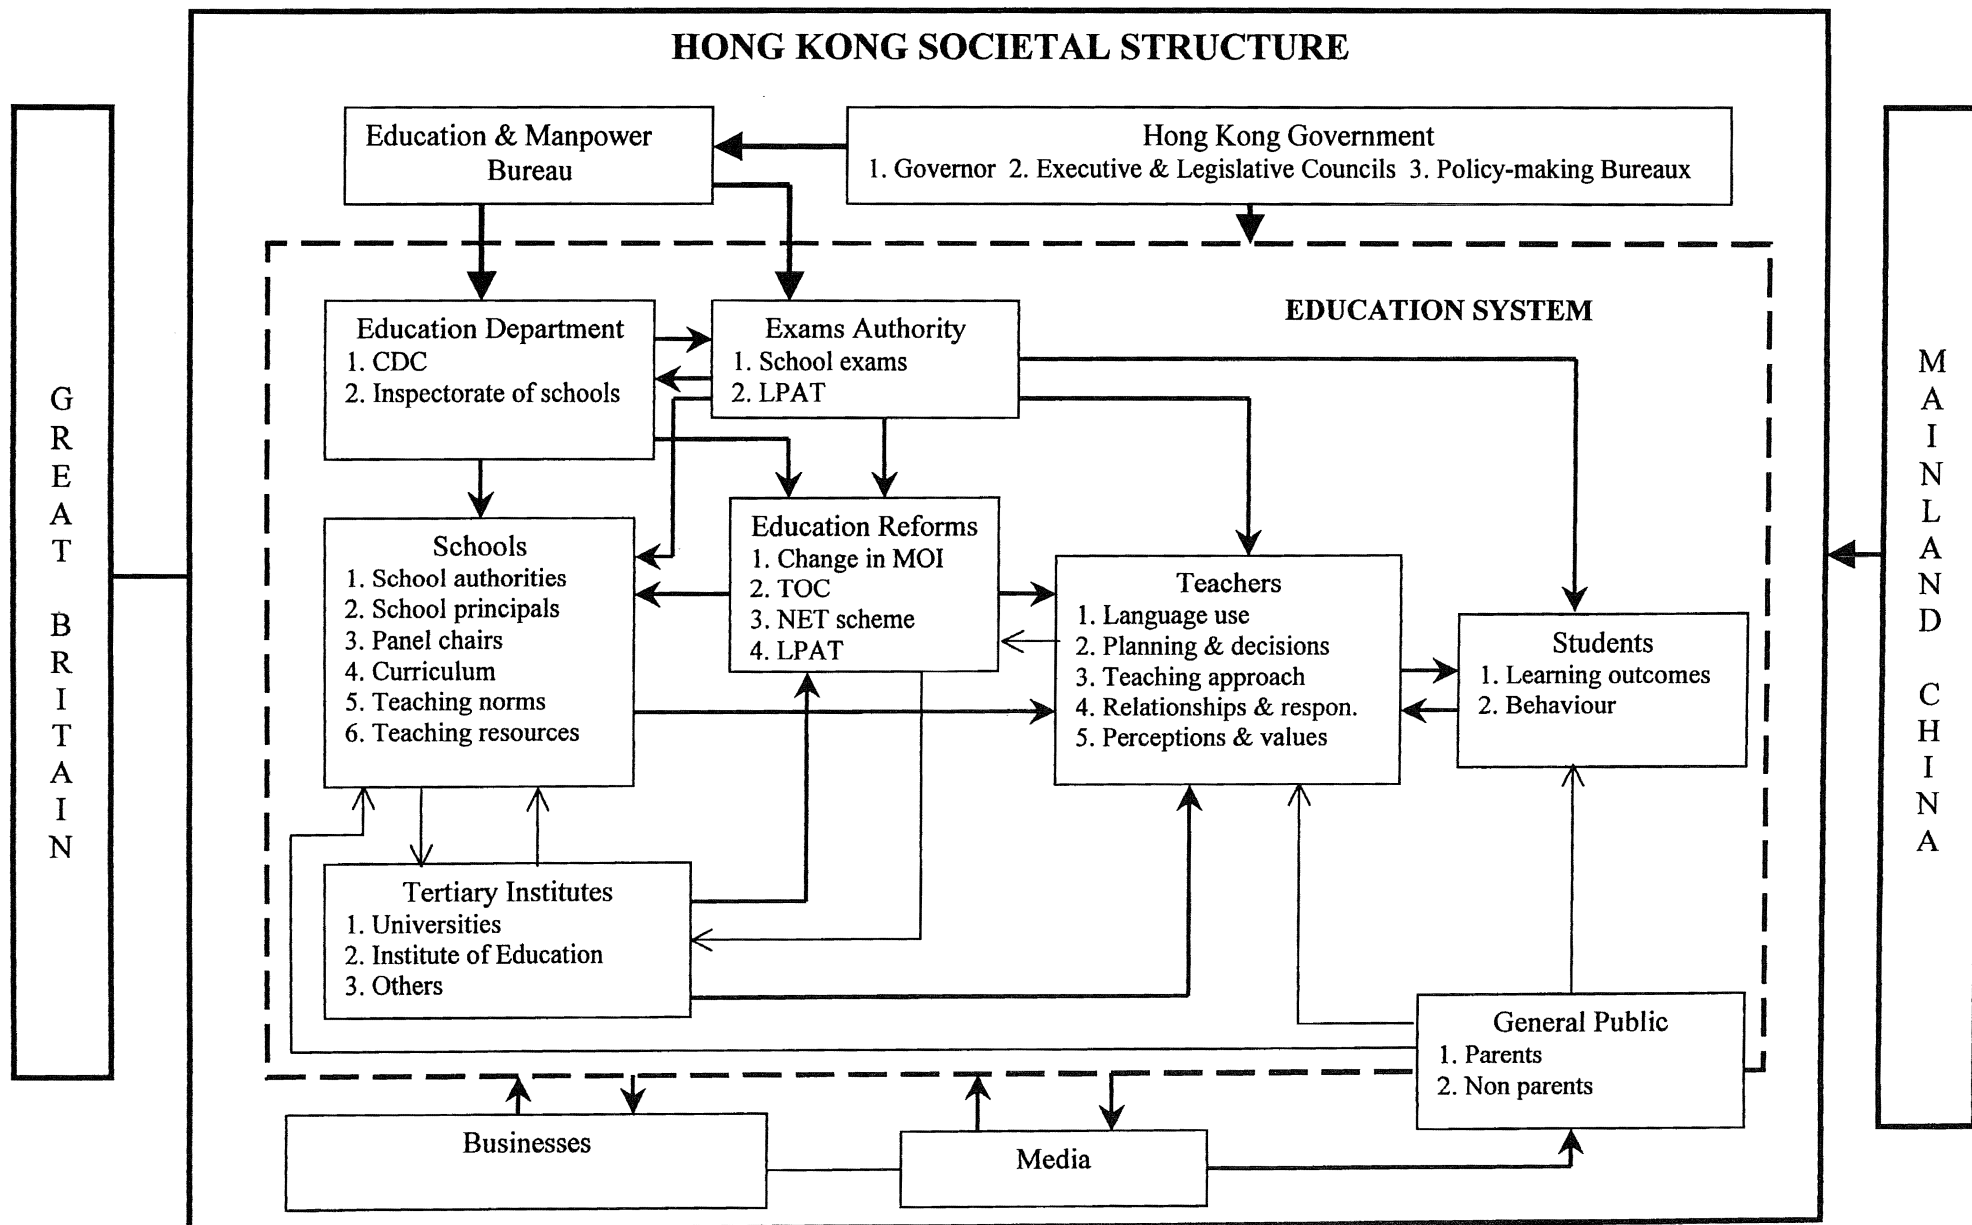 HONG KONG SOCIETAL STRUCTURE
GREAT BRITAIN
Education & Manpower
Bureau
Hong Kong Government
1. Governor 2. Executive & Legislative Councils 3. Policy-making Bureaux
EDUCATION SYSTEM
Education Department
1. CDC
2. Inspectorate of schools
Exams Authority
1. School exams
2. LPAT
Schools
1. School authorities
2. School principals
3. Panel chairs
4. Curriculum
5. Teaching norms
6. Teaching resources
Education Reforms
1. Change in MOI
2. TOC
3. NET scheme
4. LPAT
Teachers
1. Language use
2. Planning & decisions
3. Teaching approach
4. Relationships & respon.
5. Perceptions & values
Students
1. Learning outcomes
2. Behaviour
Tertiary Institutes
1. Universities
2. Institute of Education
3. Others
General Public
1. Parents
2. Non parents
Businesses
Media
MAINLAND CHINA